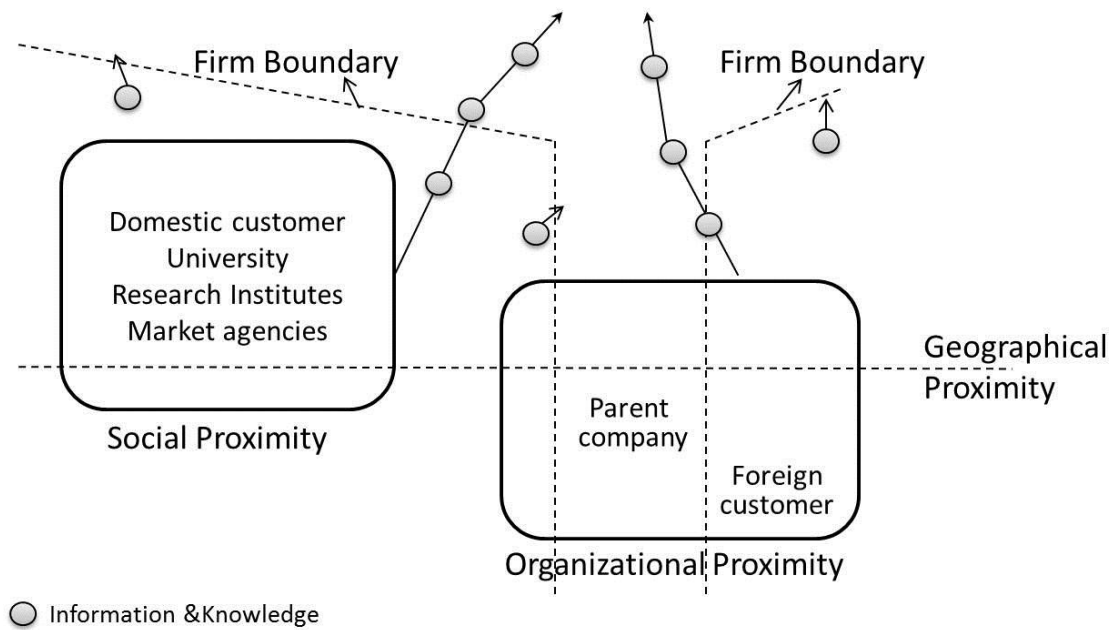 Firm Boundary
Firm Boundary
Domestic customer
University
Research Institutes
Market agencies
Geographical
Proximity
Social Proximity
Parent
company
Foreign
customer
Organizational Proximity
Information &Knowledge